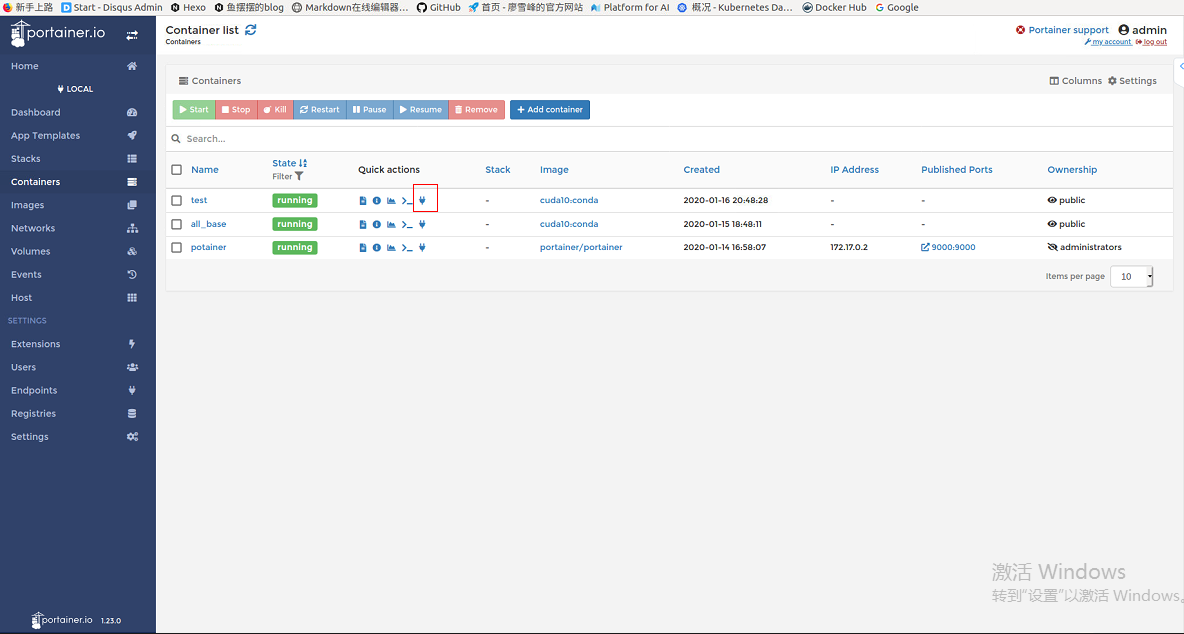 新手上路 Start - Disqus Admin Hexo 鱼摆摆的blog Markdown在线编辑器... GitHub 首页 - 廖雪峰的官方网站 Platform for AI 概况 - Kubernetes Da... Docker Hub Google
portainer.io
Container list
Containers
Portainer support admin
my account log out
Home
LOCAL
Dashboard
App Templates
Stacks
Containers
Images
Networks
Volumes
Events
Host
SETTINGS
Extensions
Users
Endpoints
Registries
Settings
portainer.io 1.23.0
Containers Columns Settings
Start Stop Kill Restart Pause Resume Remove Add container
Search...
Name State Filter Quick actions Stack Image Created IP Address Published Ports Ownership
test running - cuda10:conda 2020-01-16 20:48:28 - - public
all_base running - cuda10:conda 2020-01-15 18:48:11 - - public
potainer running - portainer/portainer 2020-01-14 16:58:07 172.17.0.2 9000:9000 administrators
Items per page 10
激活 Windows
转到"设置"以激活 Windows。